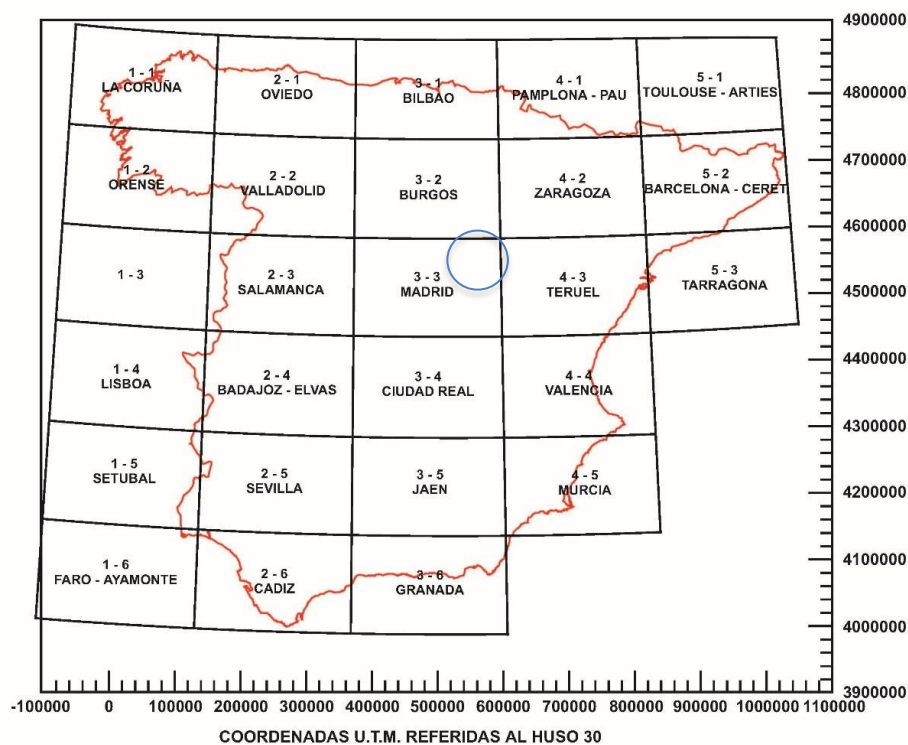 4900000
1 - 1
LA CORUÑA
2 - 1
OVIEDO
3 - 1
BILBAO
4 - 1
PAMPLONA - PAU
5 - 1
TOULOUSE - ARTIES
4800000
4700000
1 - 2
ORENSE
2 - 2
VALLADOLID
3 - 2
BURGOS
4 - 2
ZARAGOZA
5 - 2
BARCELONA - CERET
4600000
1 - 3
2 - 3
SALAMANCA
3 - 3
MADRID
4 - 3
TERUEL
5 - 3
TARRAGONA
4500000
4400000
1 - 4
LISBOA
2 - 4
BADAJOZ - ELVAS
3 - 4
CIUDAD REAL
4 - 4
VALENCIA
4300000
1 - 5
SETUBAL
2 - 5
SEVILLA
3 - 5
JAEN
4 - 5
MURCIA
4200000
4100000
1 - 6
FARO - AYAMONTE
2 - 6
CADIZ
3 - 6
GRANADA
4000000
3900000
-100000 0 100000 200000 300000 400000 500000 600000 700000 800000 900000 1000000 1100000
COORDENADAS U.T.M. REFERIDAS AL HUSO 30